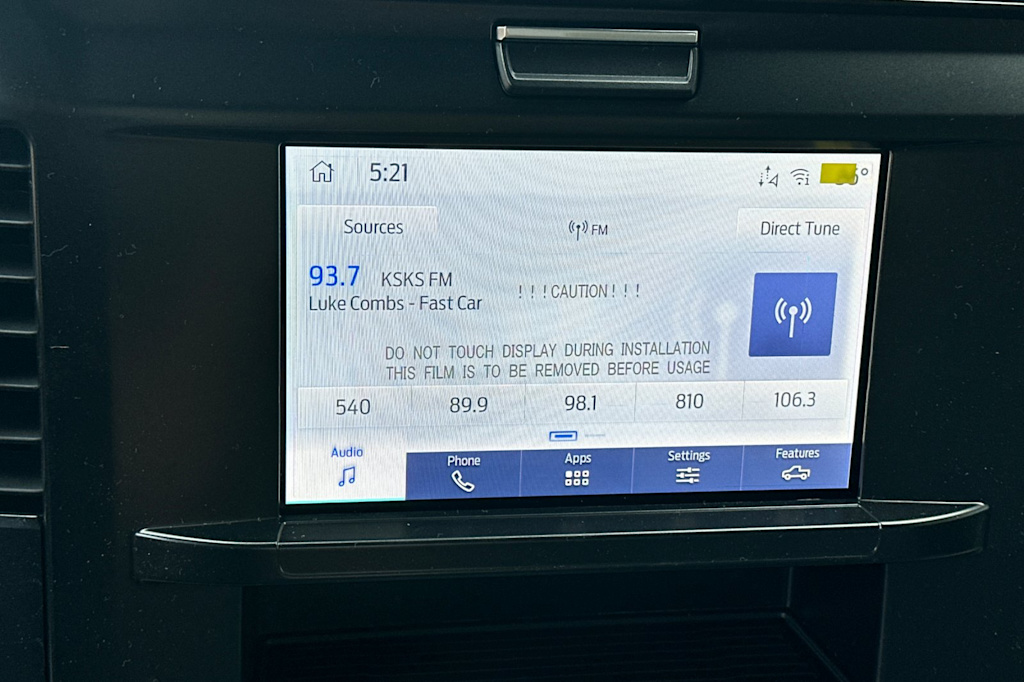 5:21
Sources
FM
Direct Tune
93.7 KSKS FM
Luke Combs - Fast Car
!!!CAUTION!!!
DO NOT TOUCH DISPLAY DURING INSTALLATION
THIS FILM IS TO BE REMOVED BEFORE USAGE
540 89.9 98.1 810 106.3
Audio Phone Apps Settings Features